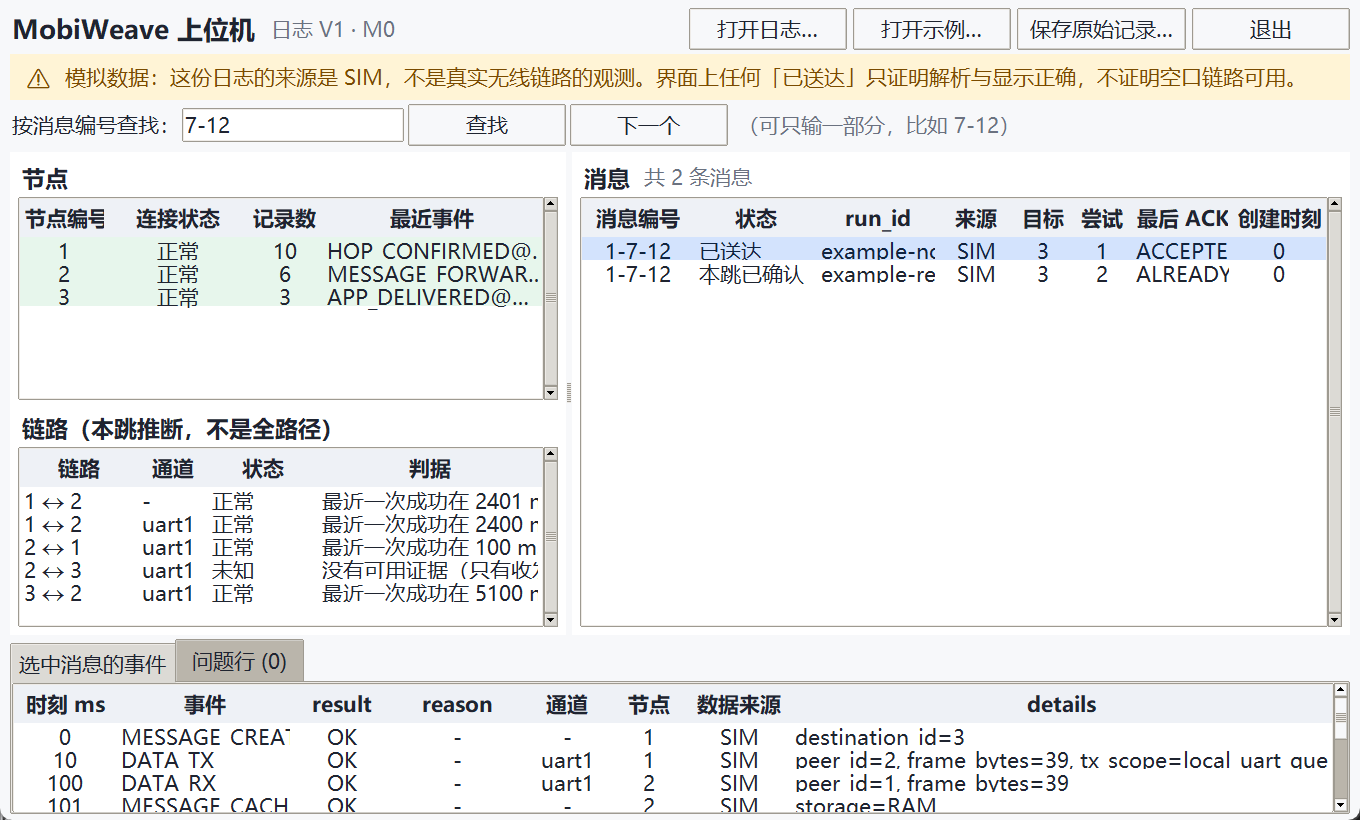 MobiWeave 上位机 日志 V1 · M0 打开日志... 打开示例... 保存原始记录... 退出
⚠ 模拟数据：这份日志的来源是 SIM，不是真实无线链路的观测。界面上任何「已送达」只证明解析与显示正确，不证明空口链路可用。
按消息编号查找： 7-12 查找 下一个 （可只输一部分，比如 7-12）
节点
节点编号 连接状态 记录数 最近事件
1 正常 10 HOP_CONFIRMED@.
2 正常 6 MESSAGE_FORWAR...
3 正常 3 APP_DELIVERED@...
链路（本跳推断，不是全路径）
链路 通道 状态 判据
1 ↔ 2 - 正常 最近一次成功在 2401 m
1 ↔ 2 uart1 正常 最近一次成功在 2400 m
2 ↔ 1 uart1 正常 最近一次成功在 100 m
2 ↔ 3 uart1 未知 没有可用证据（只有收发
3 ↔ 2 uart1 正常 最近一次成功在 5100 m
消息 共 2 条消息
消息编号 状态 run_id 来源 目标 尝试 最后 ACK 创建时刻
1-7-12 已送达 example-no SIM 3 1 ACCEPTE 0
1-7-12 本跳已确认 example-re SIM 3 2 ALREADY 0
选中消息的事件 问题行 (0)
时刻 ms 事件 result reason 通道 节点 数据来源 details
0 MESSAGE_CREAT OK - - 1 SIM destination_id=3
10 DATA_TX OK - uart1 1 SIM peer_id=2, frame_bytes=39, tx_scope=local_uart_que
100 DATA_RX OK - uart1 2 SIM peer_id=1, frame_bytes=39
101 MESSAGE_CACH OK - - 2 SIM storage=RAM